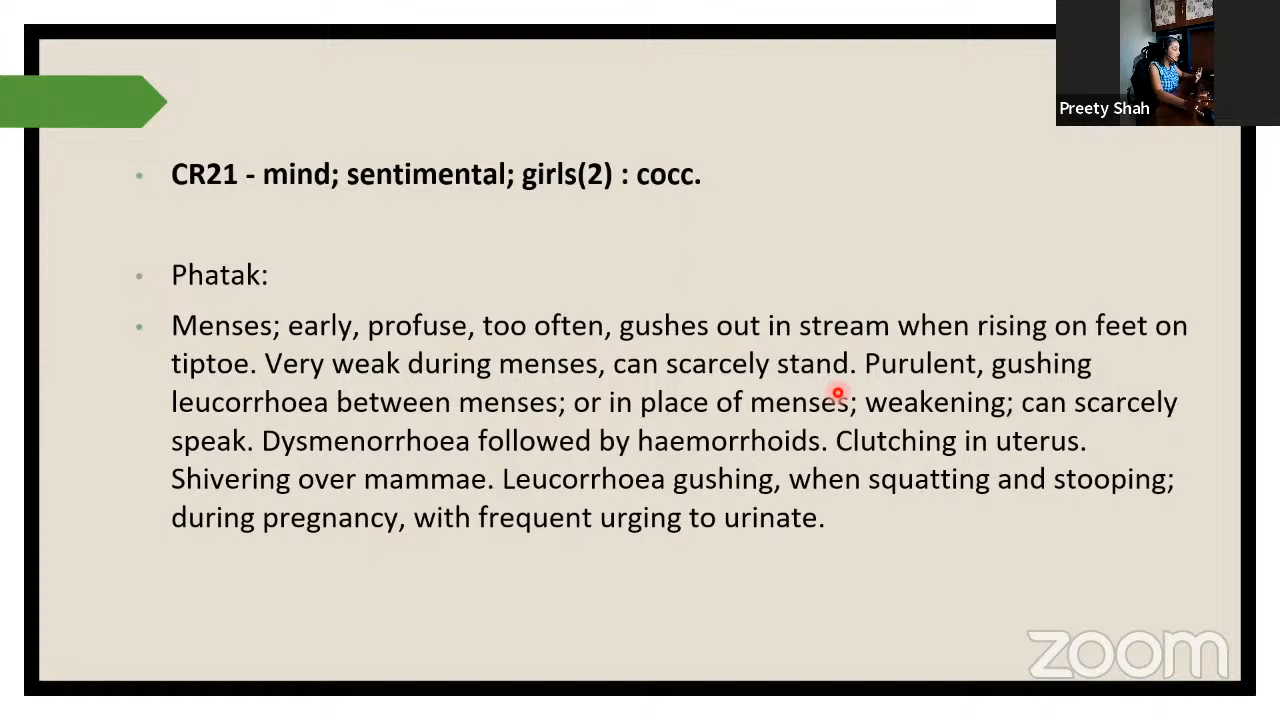 Preety Shah
CR21 - mind; sentimental; girls(2) : cocc.
Phatak:
Menses; early, profuse, too often, gushes out in stream when rising on feet on
tiptoe. Very weak during menses, can scarcely stand. Purulent, gushing
leucorrhoea between menses; or in place of menses; weakening; can scarcely
speak. Dysmenorrhoea followed by haemorrhoids. Clutching in uterus.
Shivering over mammae. Leucorrhoea gushing, when squatting and stooping;
during pregnancy, with frequent urging to urinate.
zoom